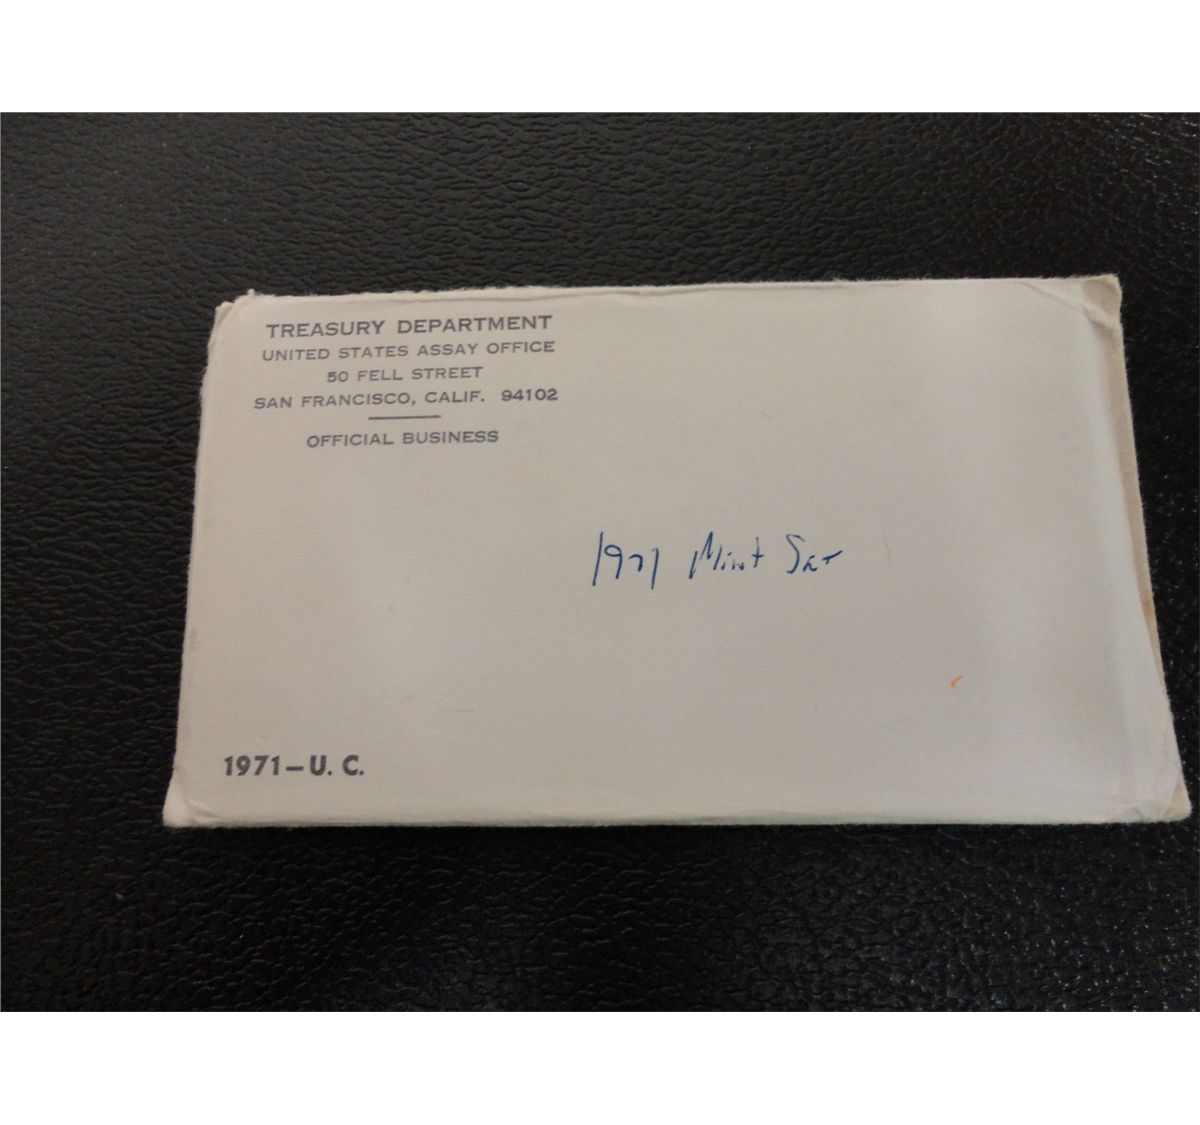 TREASURY DEPARTMENT
UNITED STATES ASSAY OFFICE
50 FELL STREET
SAN FRANCISCO, CALIF. 94102
OFFICIAL BUSINESS
1971 Mint Set
1971-U. C.